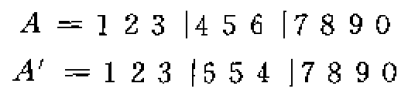 A = 1 2 3 | 4 5 6 | 7 8 9 0
A′ = 1 2 3 | 6 5 4 | 7 8 9 0